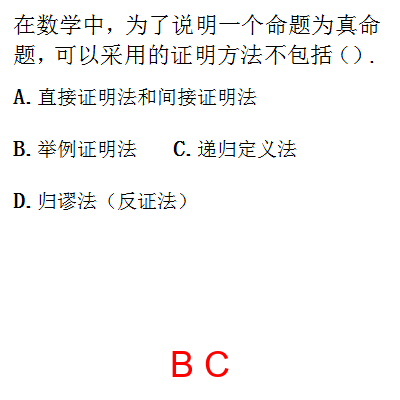 在数学中，为了说明一个命题为真命
题，可以采用的证明方法不包括（）.
A. 直接证明法和间接证明法
B. 举例证明法 C. 递归定义法
D. 归谬法（反证法）
B C